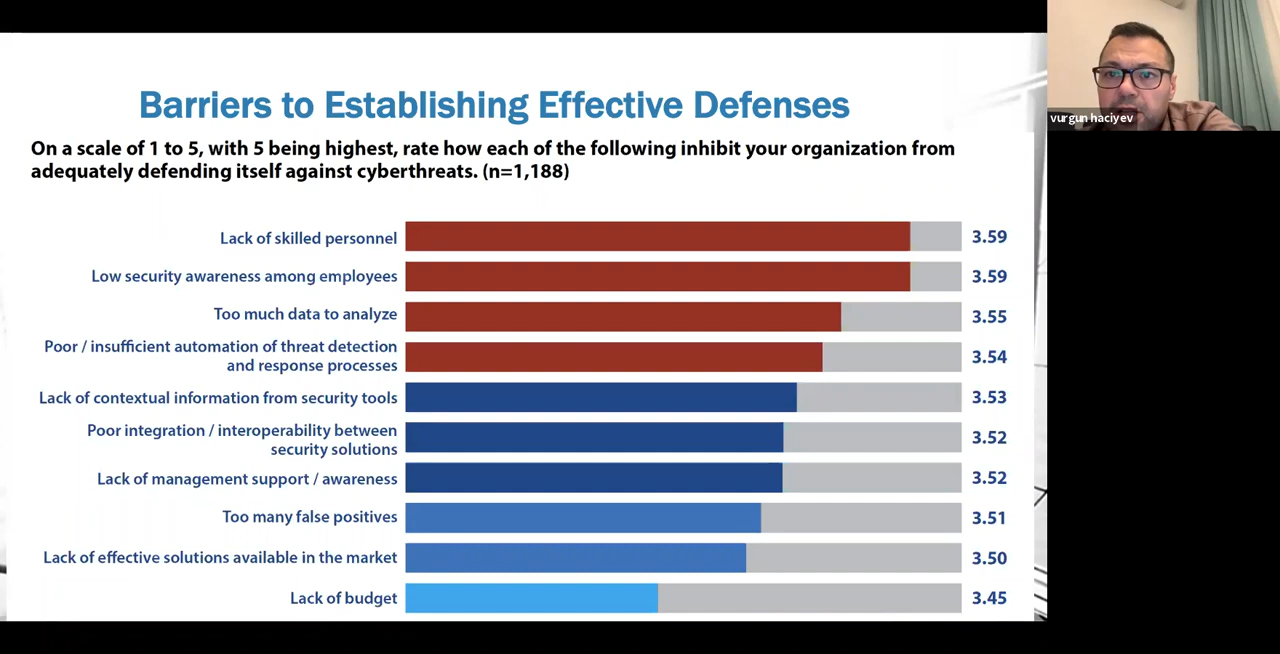 Barriers to Establishing Effective Defenses
On a scale of 1 to 5, with 5 being highest, rate how each of the following inhibit your organization from
adequately defending itself against cyberthreats. (n=1,188)
Lack of skilled personnel 3.59
Low security awareness among employees 3.59
Too much data to analyze 3.55
Poor / insufficient automation of threat detection
and response processes 3.54
Lack of contextual information from security tools 3.53
Poor integration / interoperability between
security solutions 3.52
Lack of management support / awareness 3.52
Too many false positives 3.51
Lack of effective solutions available in the market 3.50
Lack of budget 3.45
vurgun haciyev